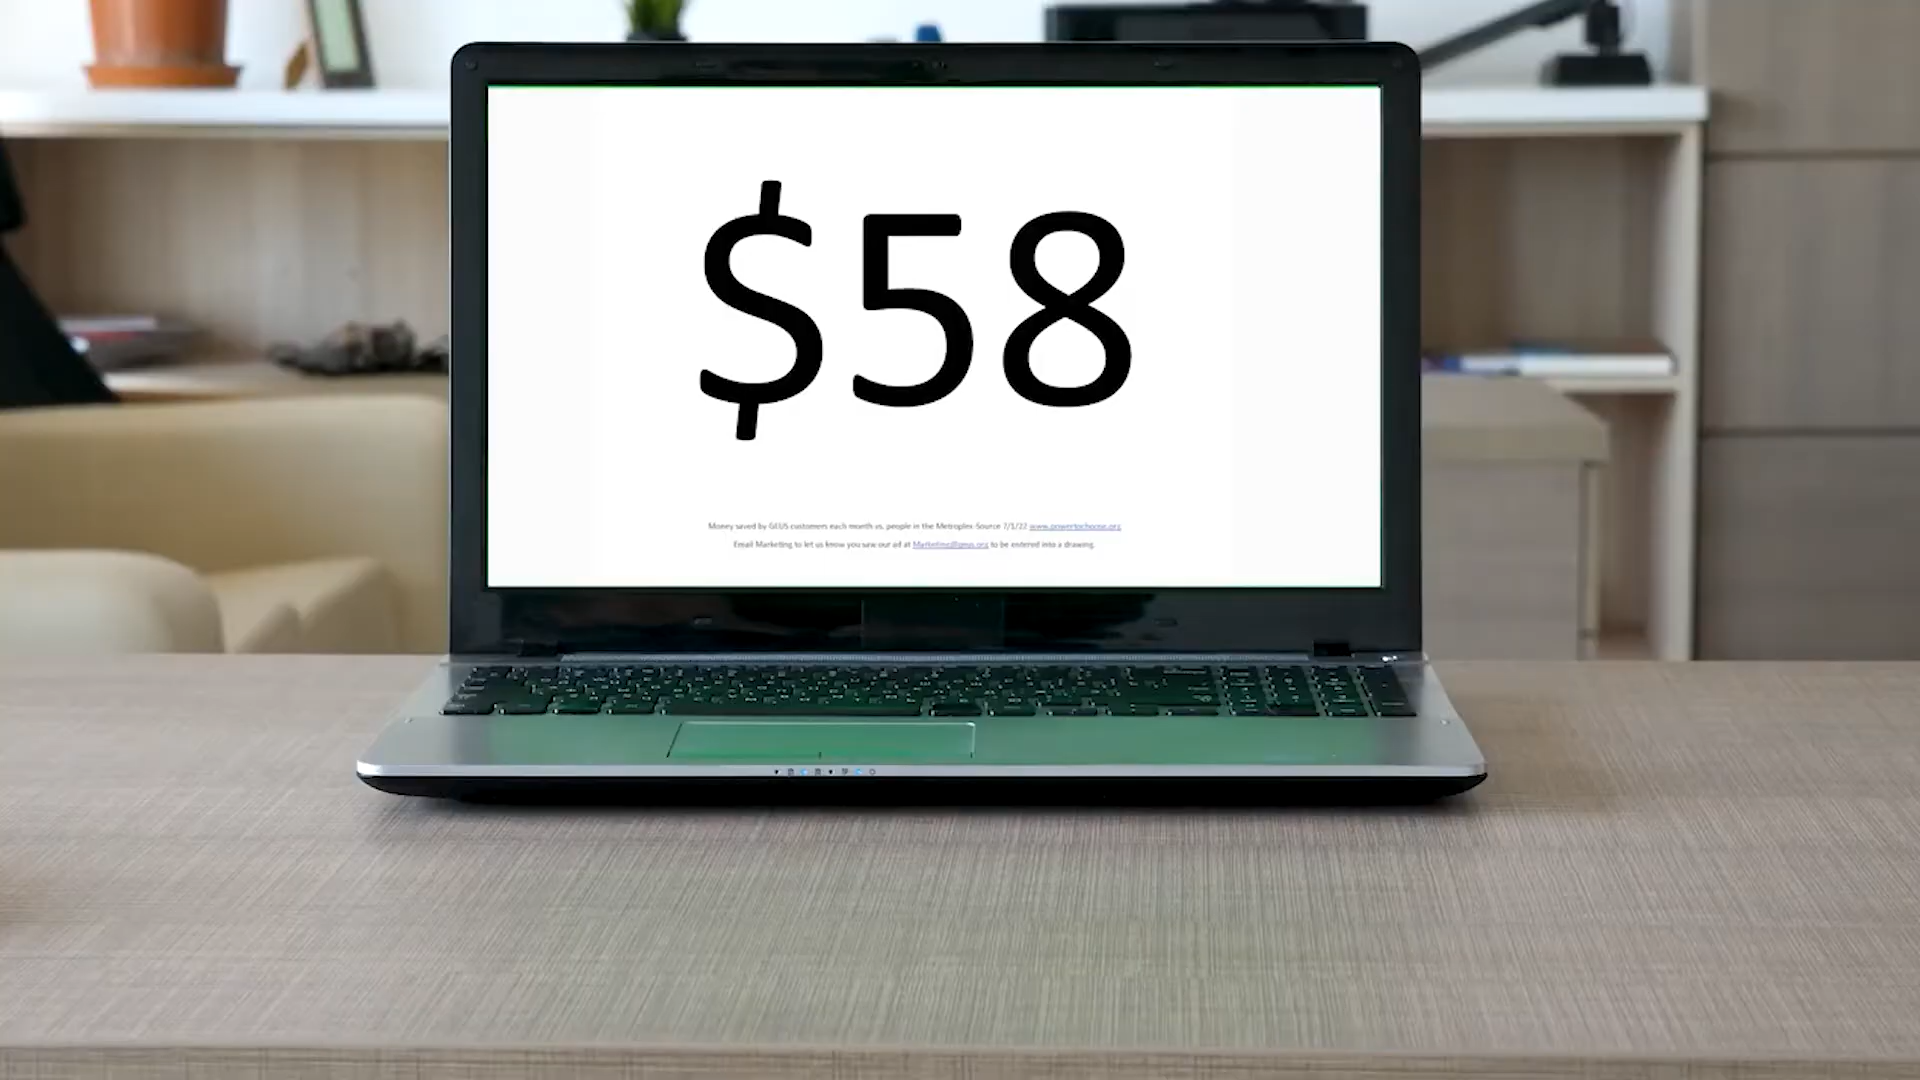 $58
Money saved by GEUS customers each month vs. people in the Metroplex-Source 7/1/22 www.powertochoose.org
Email Marketing to let us know you saw our ad at Marketing@geus.org to be entered into a drawing.